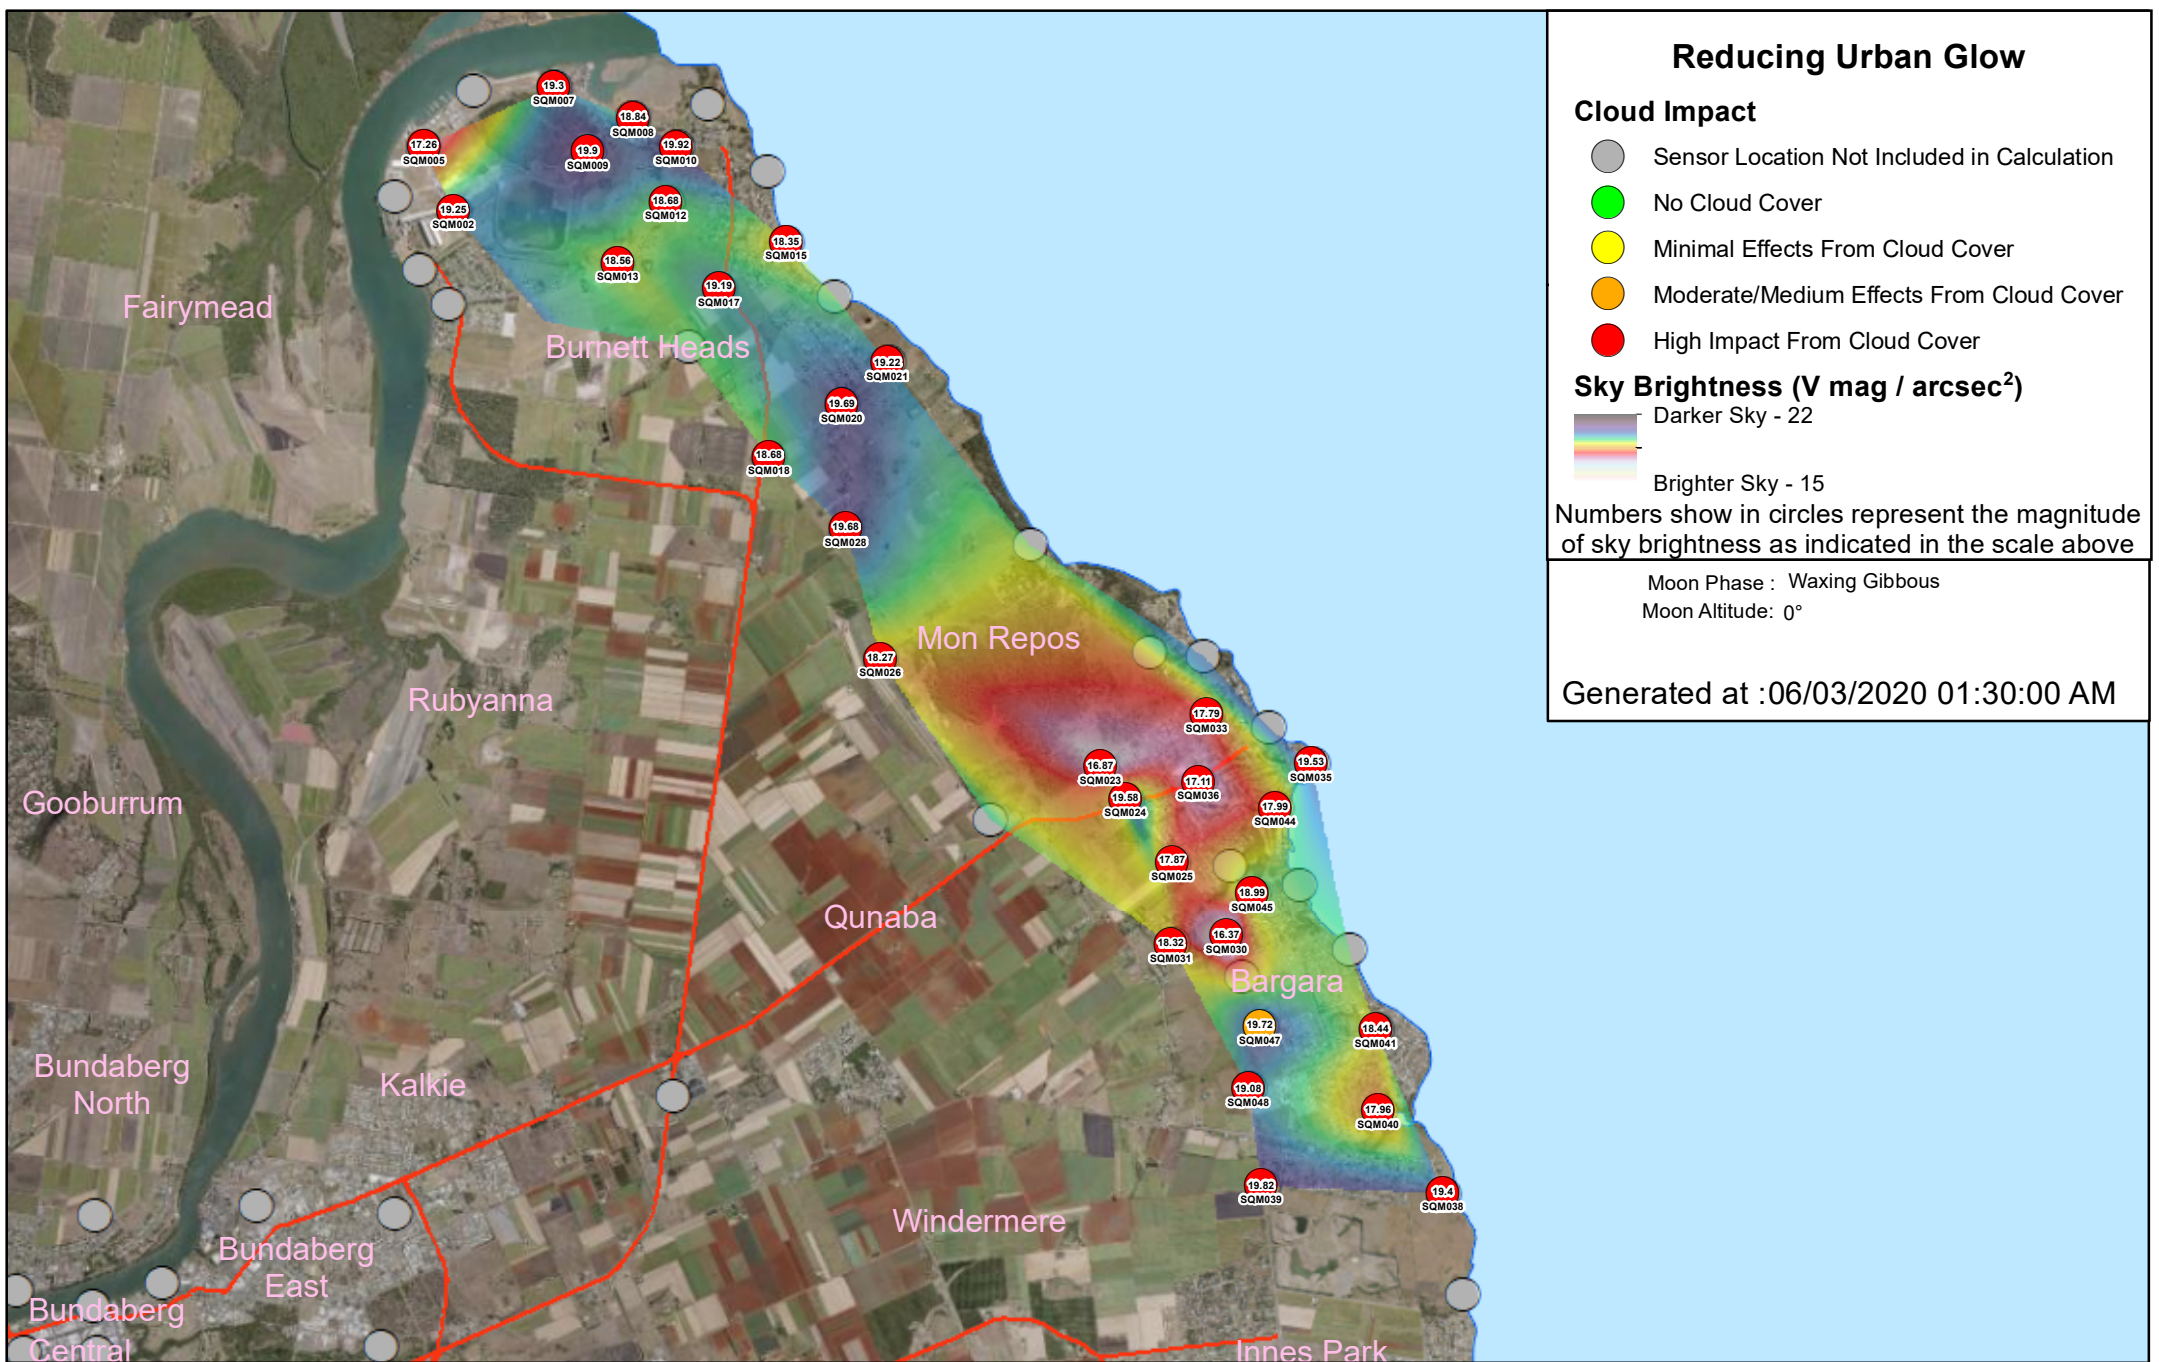 Reducing Urban Glow
Cloud Impact
Sensor Location Not Included in Calculation
No Cloud Cover
Minimal Effects From Cloud Cover
Moderate/Medium Effects From Cloud Cover
High Impact From Cloud Cover
Sky Brightness (V mag / arcsec²)
Darker Sky - 22
Brighter Sky - 15
Numbers show in circles represent the magnitude
of sky brightness as indicated in the scale above
Moon Phase : Waxing Gibbous
Moon Altitude: 0°
Generated at :06/03/2020 01:30:00 AM
19.3
SQM007
18.84
SQM008
17.26
SQM005
19.9
SQM009
19.92
SQM010
19.25
SQM002
18.68
SQM012
18.35
SQM015
18.56
SQM013
19.19
SQM017
Fairymead
Burnett Heads
19.22
SQM021
19.69
SQM020
18.68
SQM018
19.68
SQM028
Mon Repos
18.27
SQM026
Rubyanna
17.79
SQM033
16.87
SQM023
17.11
SQM036
19.53
SQM035
19.58
SQM024
17.99
SQM044
Gooburrum
17.87
SQM025
18.99
SQM045
Qunaba
18.32
SQM031
16.37
SQM030
Bargara
19.72
SQM047
18.44
SQM041
Bundaberg
North
Kalkie
19.08
SQM048
17.96
SQM040
19.82
SQM039
19.4
SQM038
Windermere
Bundaberg
East
Bundaberg
Central
Innes Park